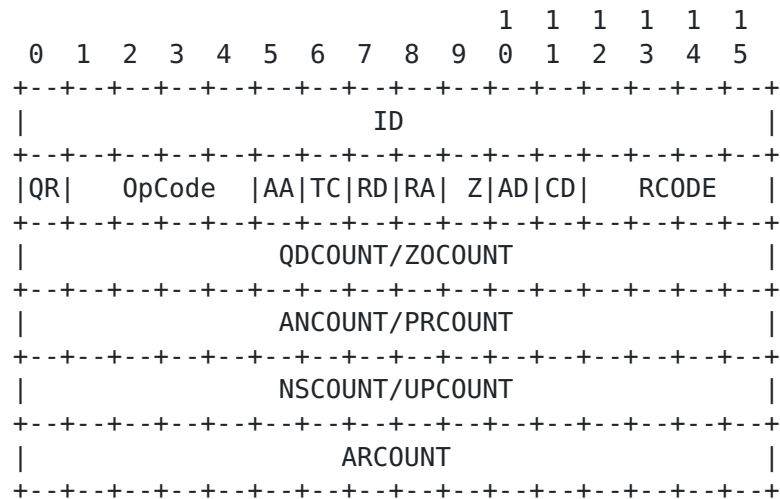 1  1  1  1  1  1
  0  1  2  3  4  5  6  7  8  9  0  1  2  3  4  5
+--+--+--+--+--+--+--+--+--+--+--+--+--+--+--+--+
|                      ID                       |
+--+--+--+--+--+--+--+--+--+--+--+--+--+--+--+--+
|QR|   OpCode  |AA|TC|RD|RA| Z|AD|CD|   RCODE   |
+--+--+--+--+--+--+--+--+--+--+--+--+--+--+--+--+
|                QDCOUNT/ZOCOUNT                |
+--+--+--+--+--+--+--+--+--+--+--+--+--+--+--+--+
|                ANCOUNT/PRCOUNT                |
+--+--+--+--+--+--+--+--+--+--+--+--+--+--+--+--+
|                NSCOUNT/UPCOUNT                |
+--+--+--+--+--+--+--+--+--+--+--+--+--+--+--+--+
|                    ARCOUNT                    |
+--+--+--+--+--+--+--+--+--+--+--+--+--+--+--+--+